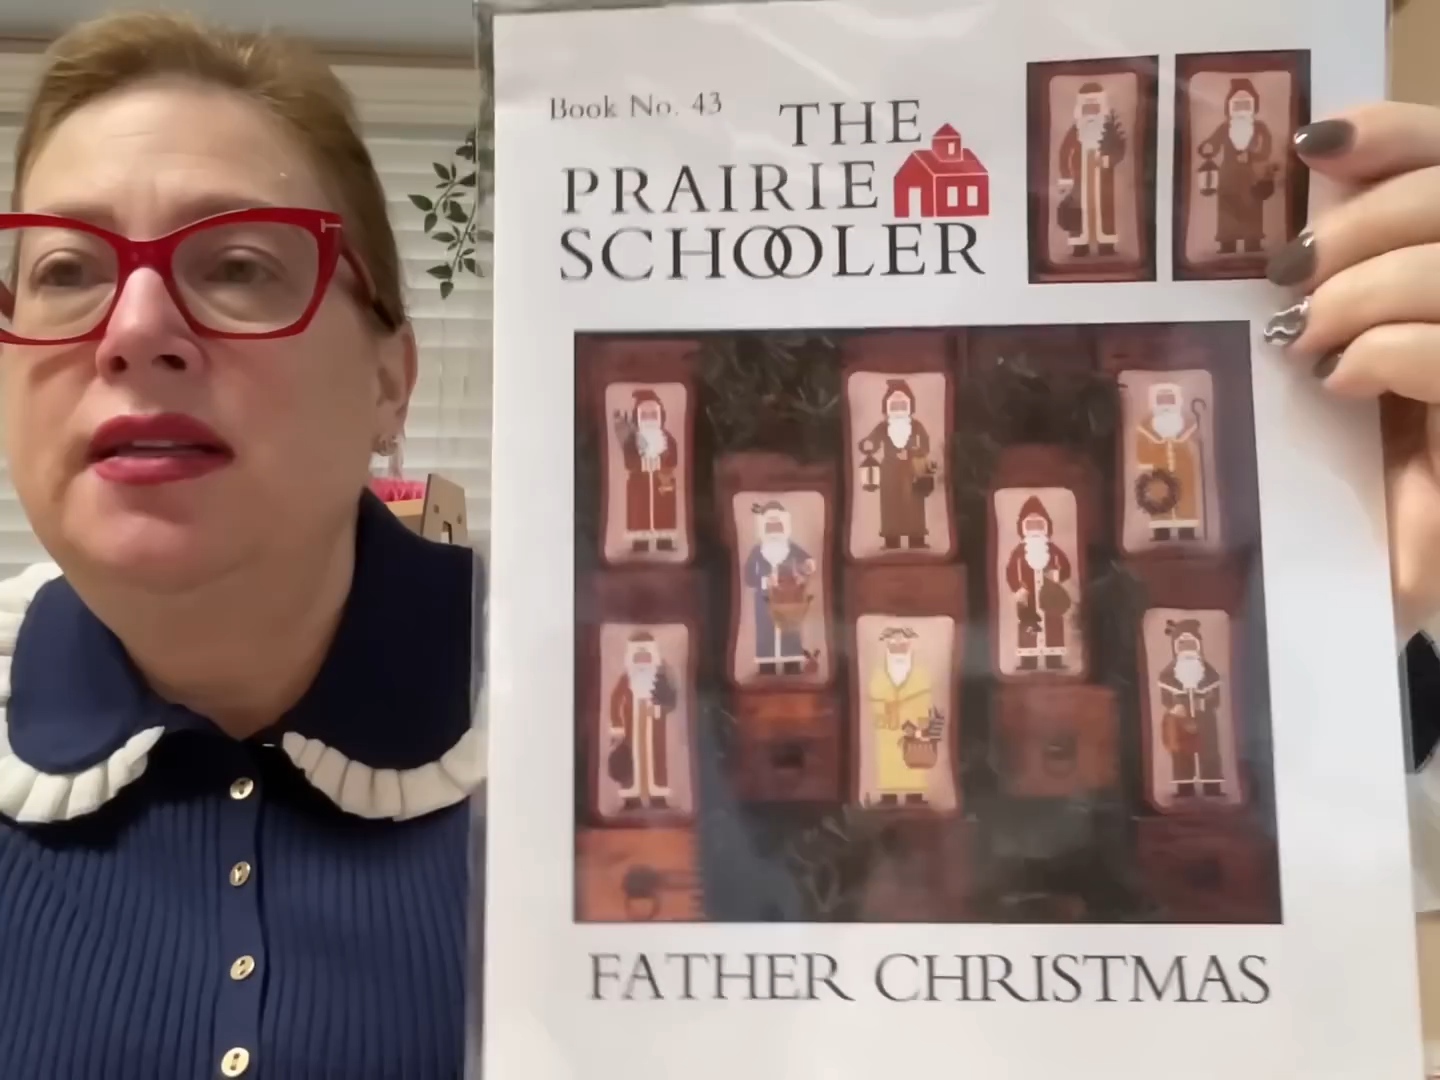 Book No. 43
THE
PRAIRIE
SCHOOLER
FATHER CHRISTMAS